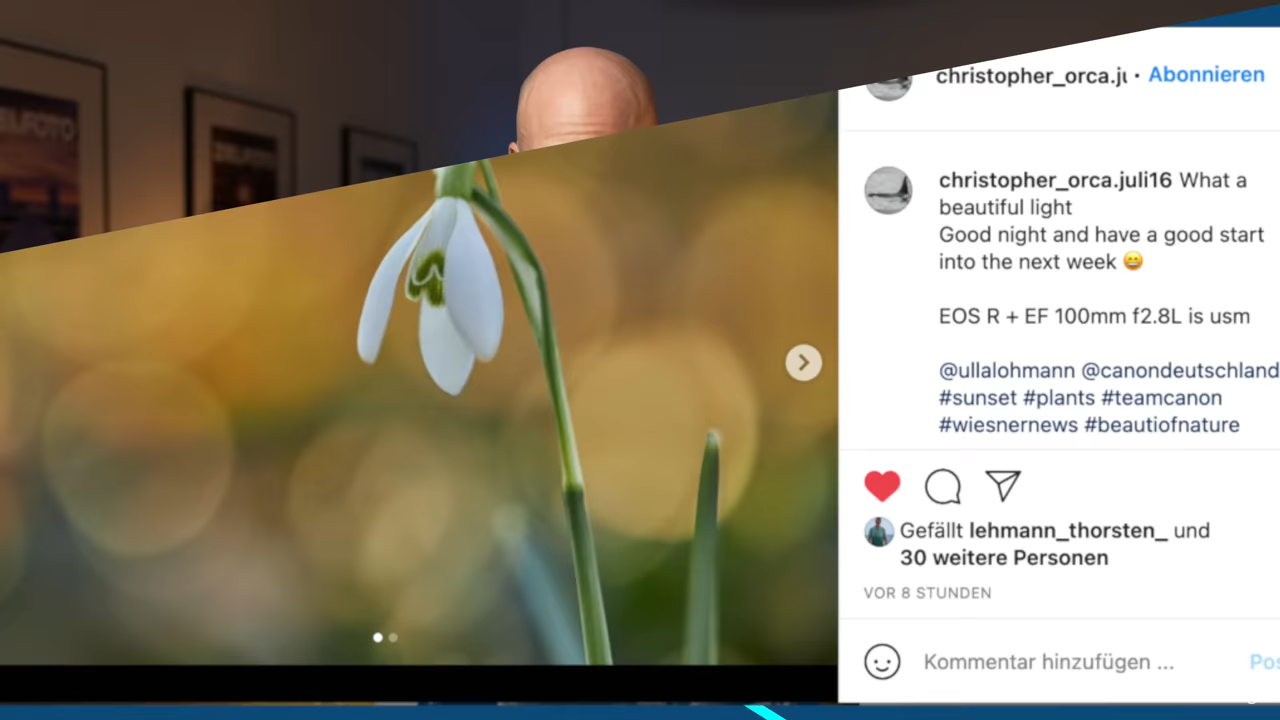 christopher_orca.ju • Abonnieren
christopher_orca.juli16 What a
beautiful light
Good night and have a good start
into the next week 😄
EOS R + EF 100mm f2.8L is usm
@ullalohmann @canondeutschland
#sunset #plants #teamcanon
#wiesnernews #beautiofnature
Gefällt lehmann_thorsten_ und
30 weitere Personen
VOR 8 STUNDEN
Kommentar hinzufügen ...
Pos